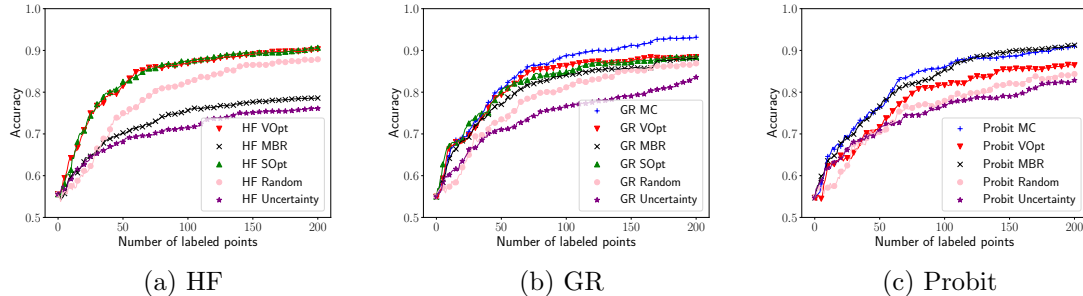 Accuracy
1.0
0.9
0.8
0.7
0.6
0.5
HF VOpt
HF MBR
HF SOpt
HF Random
HF Uncertainty
0 50 100 150 200
Number of labeled points
(a) HF
Accuracy
1.0
0.9
0.8
0.7
0.6
0.5
GR MC
GR VOpt
GR MBR
GR SOpt
GR Random
GR Uncertainty
0 50 100 150 200
Number of labeled points
(b) GR
Accuracy
1.0
0.9
0.8
0.7
0.6
0.5
Probit MC
Probit VOpt
Probit MBR
Probit Random
Probit Uncertainty
0 50 100 150 200
Number of labeled points
(c) Probit